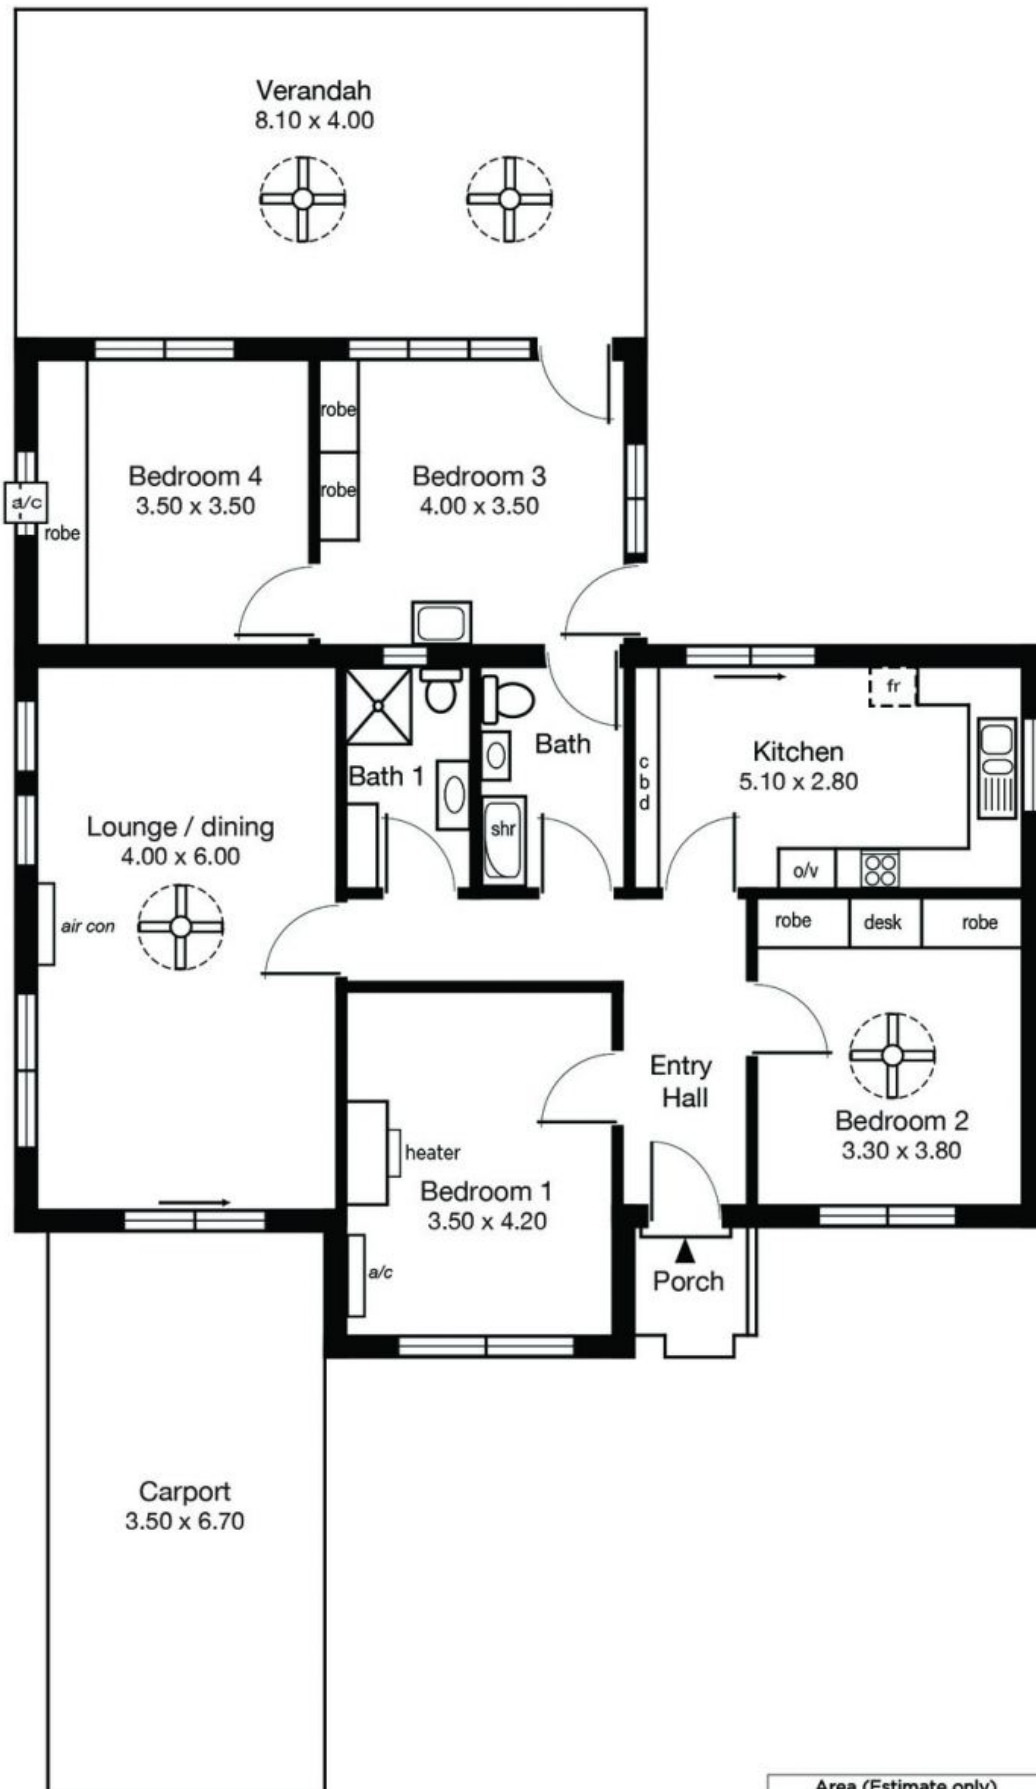 Verandah
8.10 x 4.00
robe
Bedroom 4
3.50 x 3.50
Bedroom 3
4.00 x 3.50
robe
a/c
robe
fr
Bath
Kitchen
5.10 x 2.80
Bath 1
c
b
d
Lounge / dining
4.00 x 6.00
shr
o/v
air con
robe
desk
robe
Entry
Hall
Bedroom 2
3.30 x 3.80
heater
Bedroom 1
3.50 x 4.20
a/c
Porch
Carport
3.50 x 6.70
Area (Estimate only)